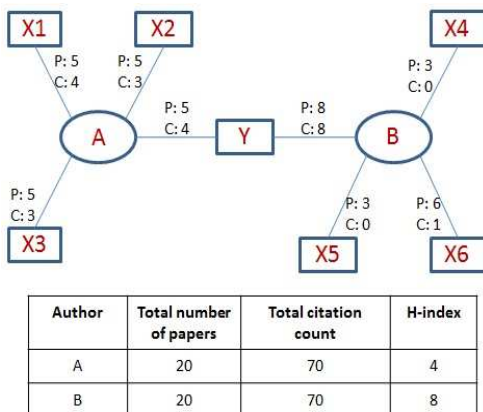 X1
X2
X4
P: 5
C: 4
P: 5
C: 3
P: 3
C: 0
A
P: 5
C: 4
Y
P: 8
C: 8
B
P: 5
C: 3
P: 3
C: 0
P: 6
C: 1
X3
X5
X6
Author Total number of papers Total citation count H-index
A 20 70 4
B 20 70 8